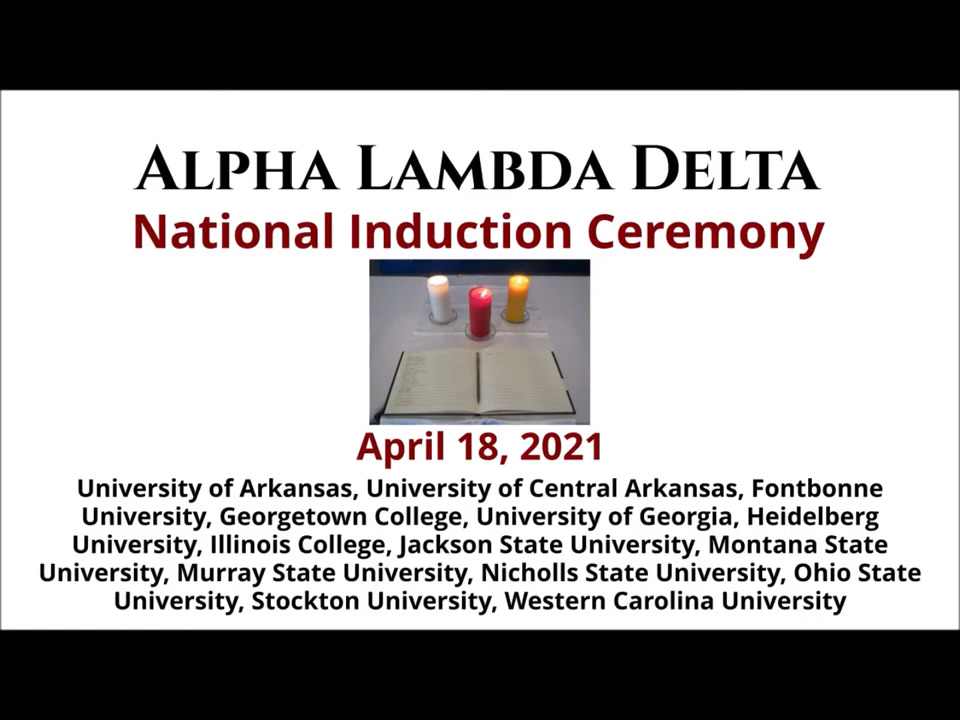 ALPHA LAMBDA DELTA
National Induction Ceremony
April 18, 2021
University of Arkansas, University of Central Arkansas, Fontbonne
University, Georgetown College, University of Georgia, Heidelberg
University, Illinois College, Jackson State University, Montana State
University, Murray State University, Nicholls State University, Ohio State
University, Stockton University, Western Carolina University